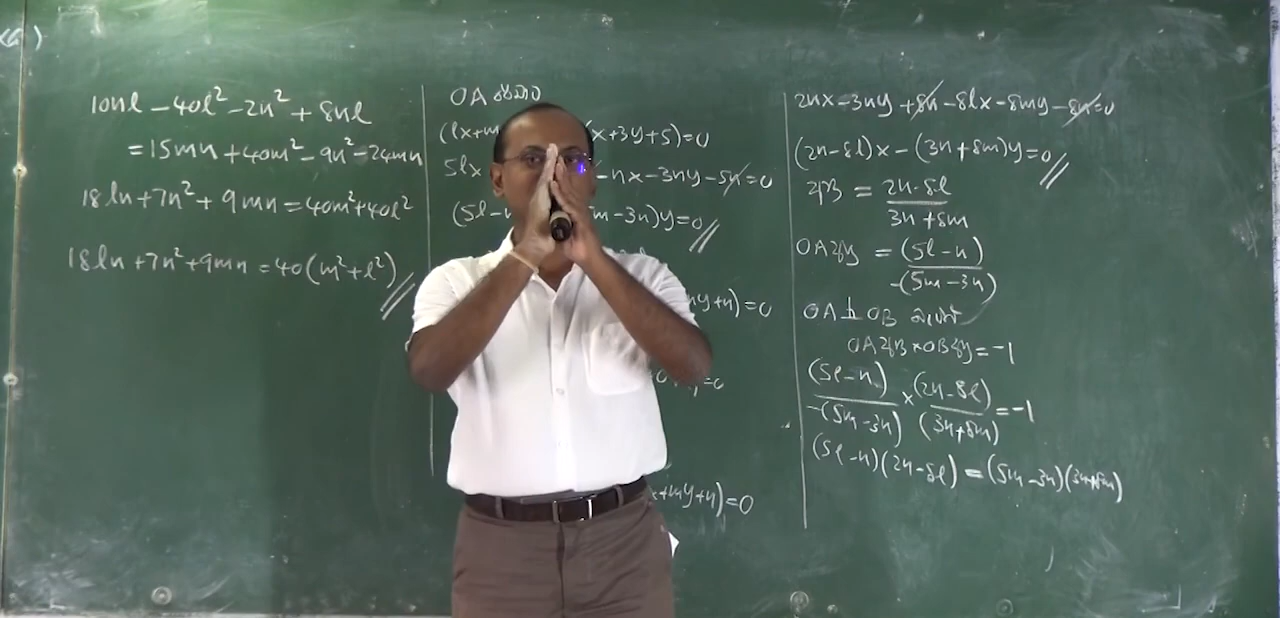 10nl - 40l² - 2n² + 8nl
= 15mn + 40m² - 9n² - 24mn
18ln + 7n² + 9mn = 40m² + 40l²
18ln + 7n² + 9mn = 40(m² + l²)
OA
(lx+m x+3y+5)=0
5lx -nx-3ny-5n=0
(5l- m-3n)y=0
ny+n)=0
y=0
x+my+n)=0
2nx-3ny+8n-8lx-8my-8n=0
(2n-8l)x-(3n+8m)y=0
= 2n-8l
3n+8m
OA = (5l-n)
-(5m-3n)
OA ⊥ OB
OA × OB = -1
(5l-n) × (2n-8l) = -1
-(5m-3n) (3n+8m)
(5l-n)(2n-8l) = (5m-3n)(3n+8m)